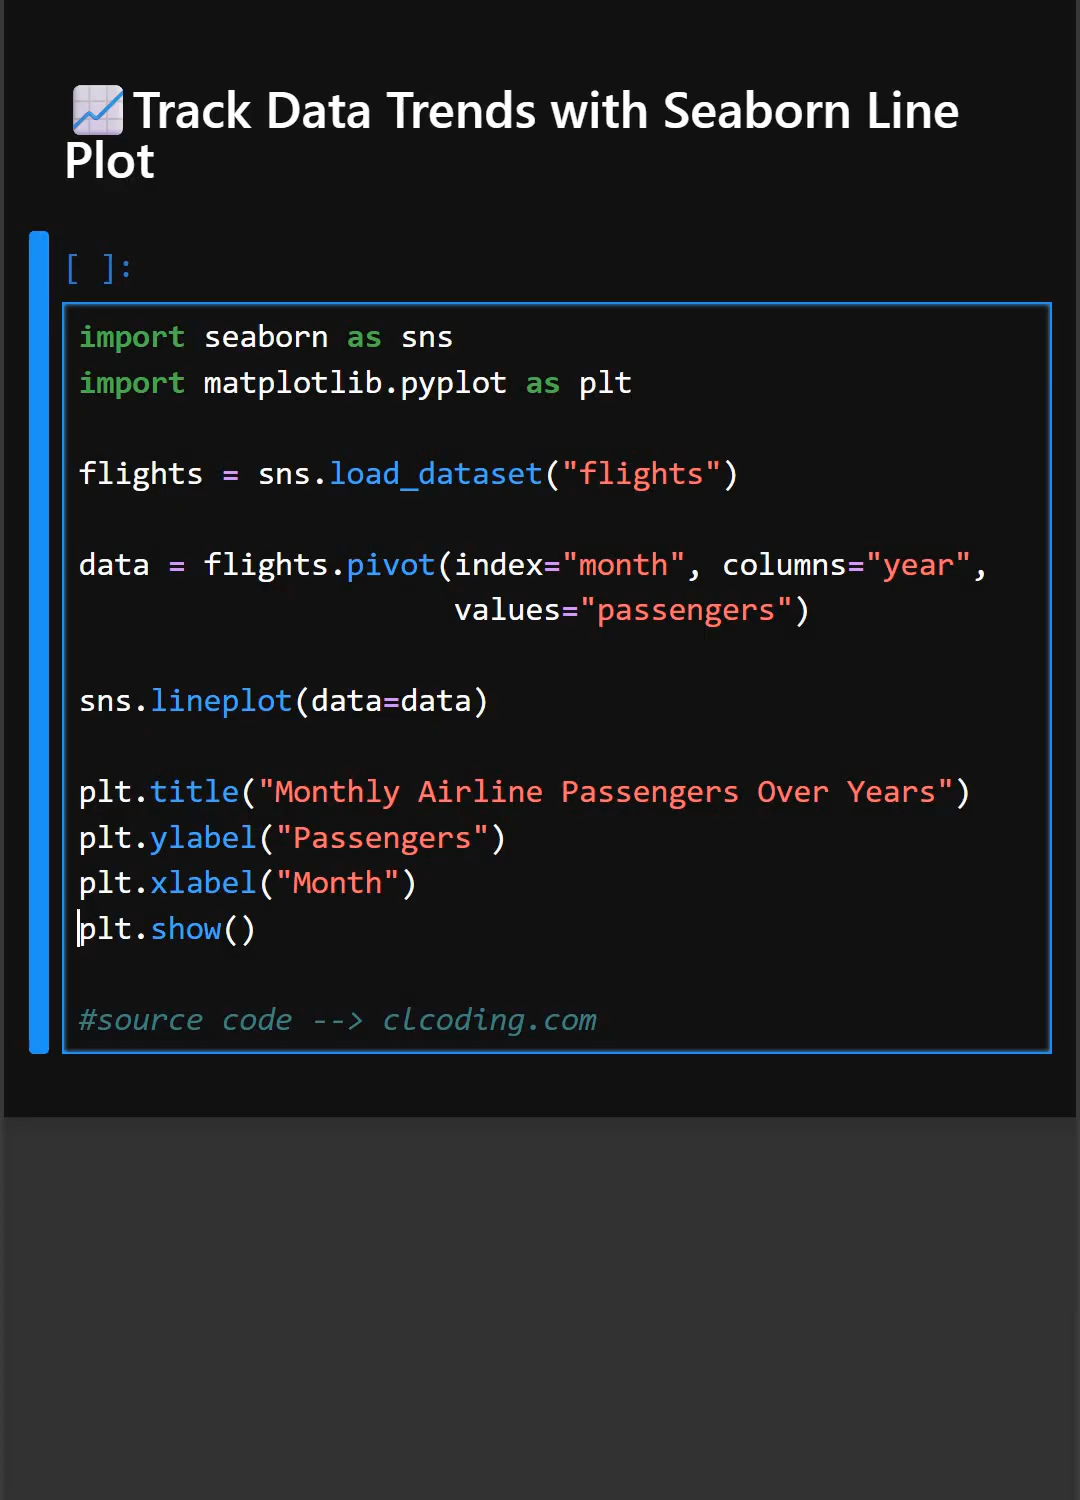 📈Track Data Trends with Seaborn Line
Plot
[ ]:
import seaborn as sns
import matplotlib.pyplot as plt
flights = sns.load_dataset("flights")
data = flights.pivot(index="month", columns="year",
                     values="passengers")
sns.lineplot(data=data)
plt.title("Monthly Airline Passengers Over Years")
plt.ylabel("Passengers")
plt.xlabel("Month")
plt.show()
#source code --> clcoding.com